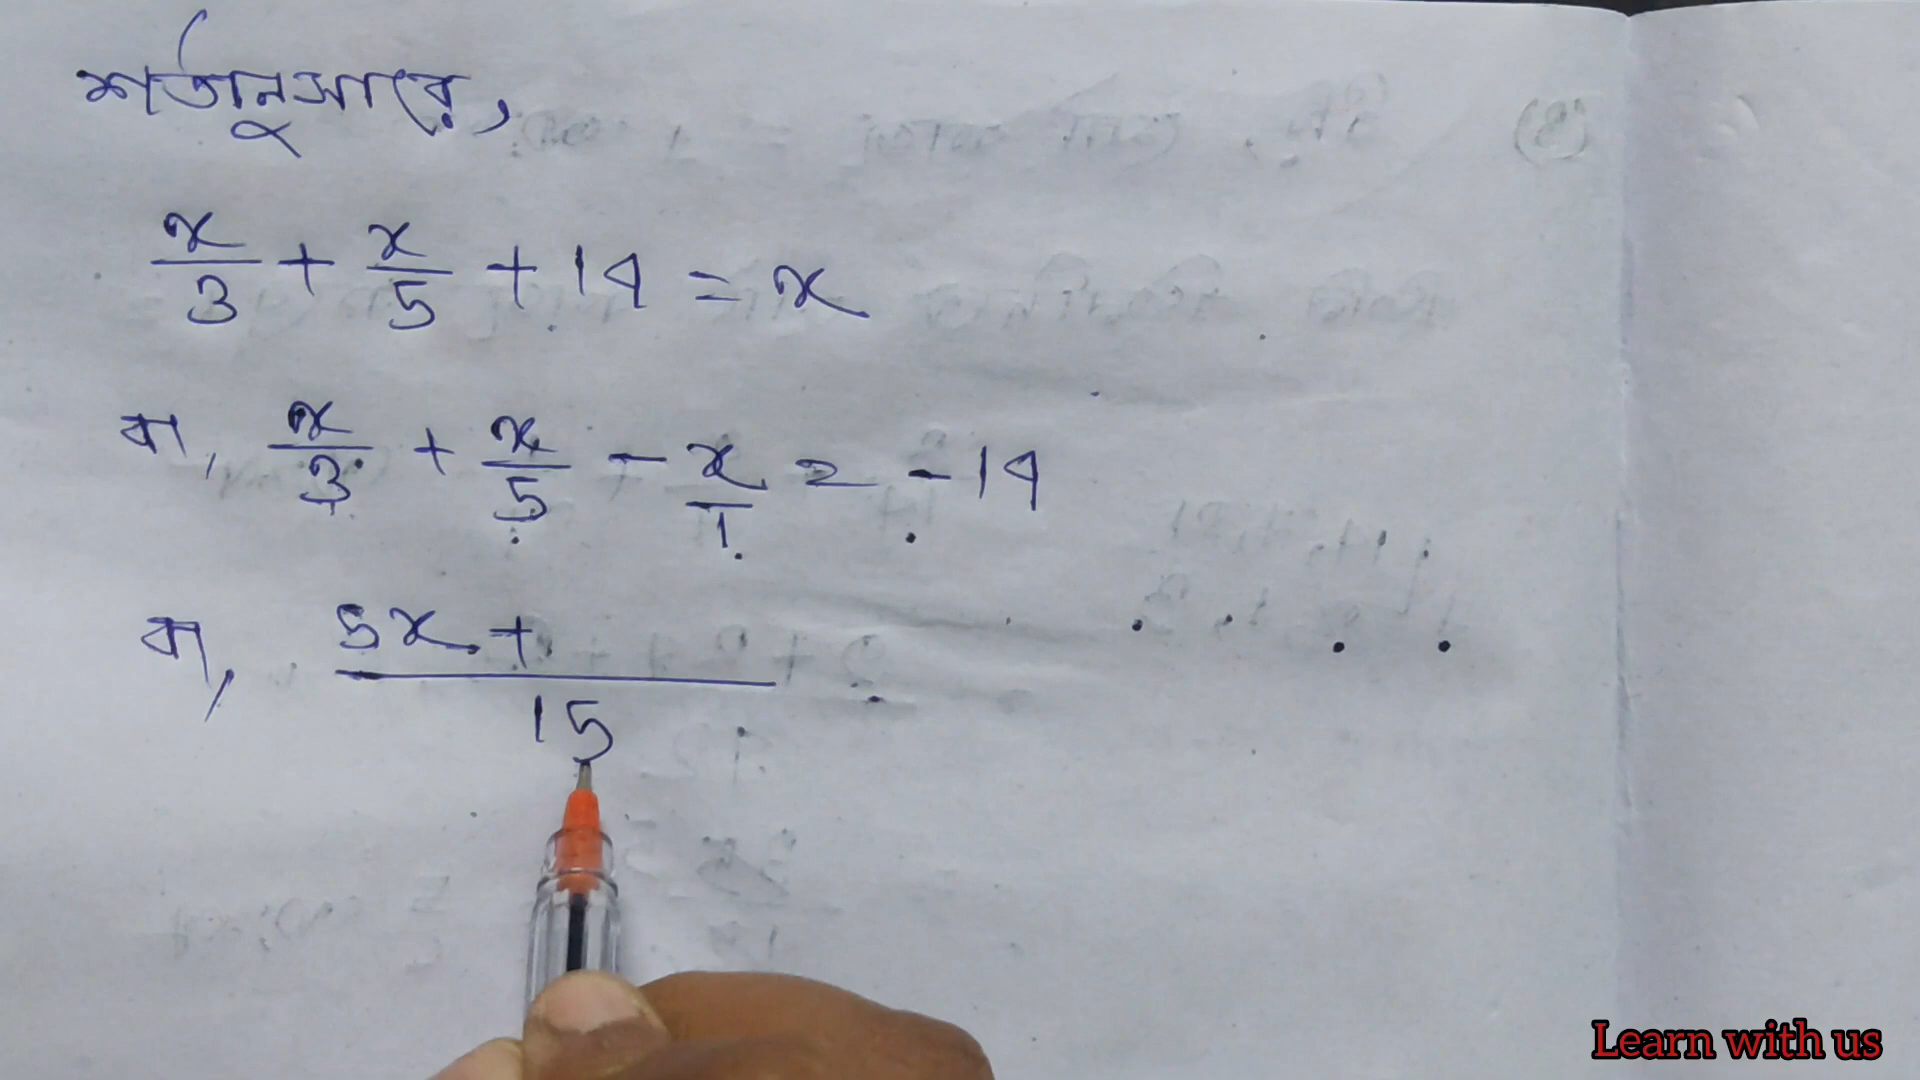 শর্তানুসারে,
x/3 + x/5 + 14 = x
বা, x/3 + x/5 - x/1 = -14
বা, 5x + / 15
Learn with us